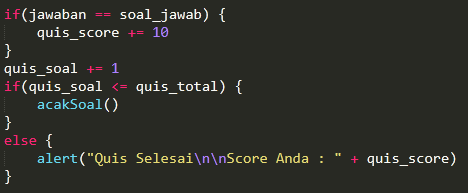 if(jawaban == soal_jawab) {
    quis_score += 10
}
quis_soal += 1
if(quis_soal <= quis_total) {
    acakSoal()
}
else {
    alert("Quis Selesai\n\nScore Anda : " + quis_score)
}